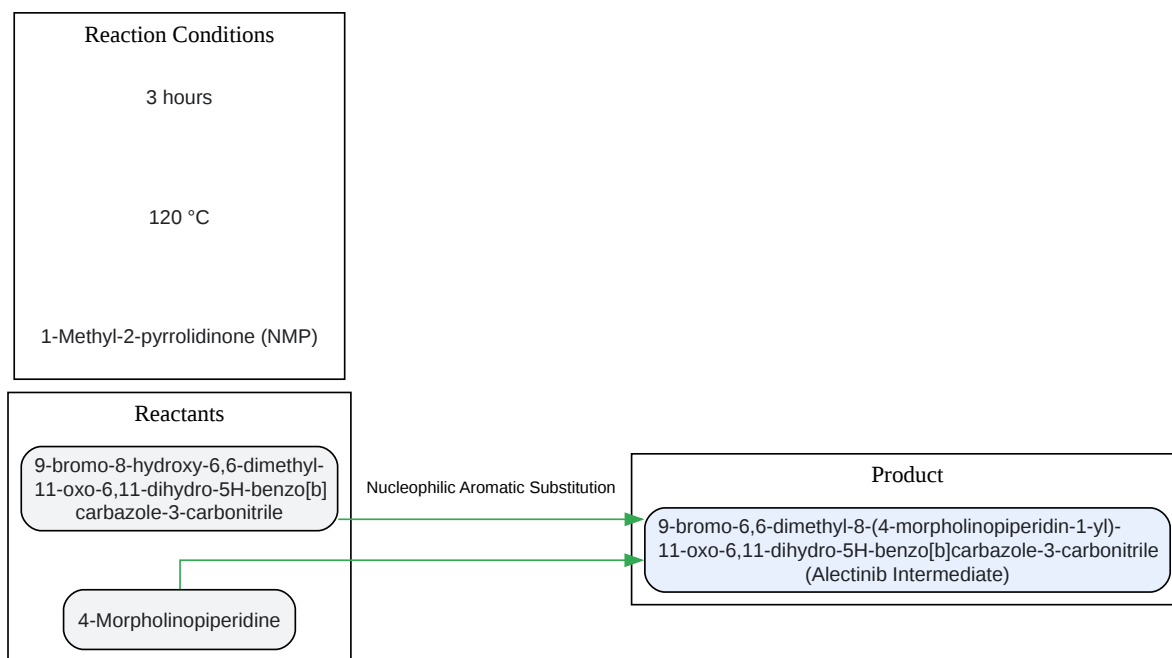 Reaction Conditions
3 hours
120 °C
1-Methyl-2-pyrrolidinone (NMP)
Reactants
9-bromo-8-hydroxy-6,6-dimethyl-
11-oxo-6,11-dihydro-5H-benzo[b]
carbazole-3-carbonitrile
4-Morpholinopiperidine
Nucleophilic Aromatic Substitution
Product
9-bromo-6,6-dimethyl-8-(4-morpholinopiperidin-1-yl)-
11-oxo-6,11-dihydro-5H-benzo[b]carbazole-3-carbonitrile
(Alectinib Intermediate)